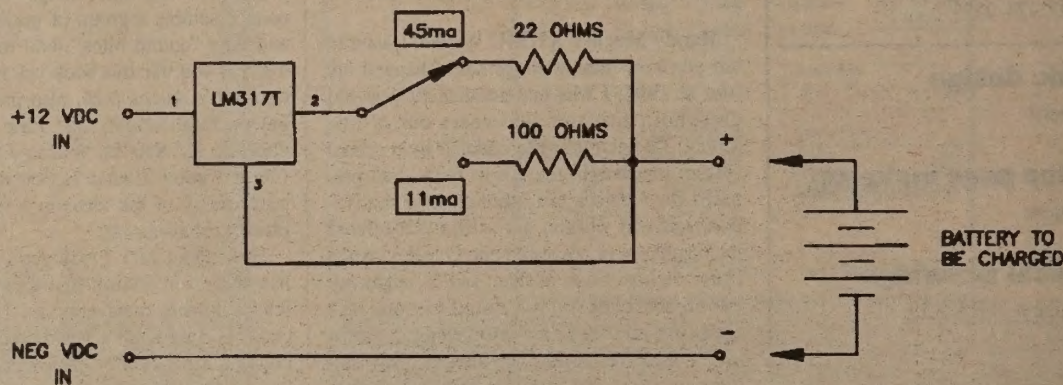 45ma
22 OHMS
LM317T
1
2
+12 VDC
IN
100 OHMS
+
3
11ma
BATTERY TO
BE CHARGED
-
NEG VDC
IN